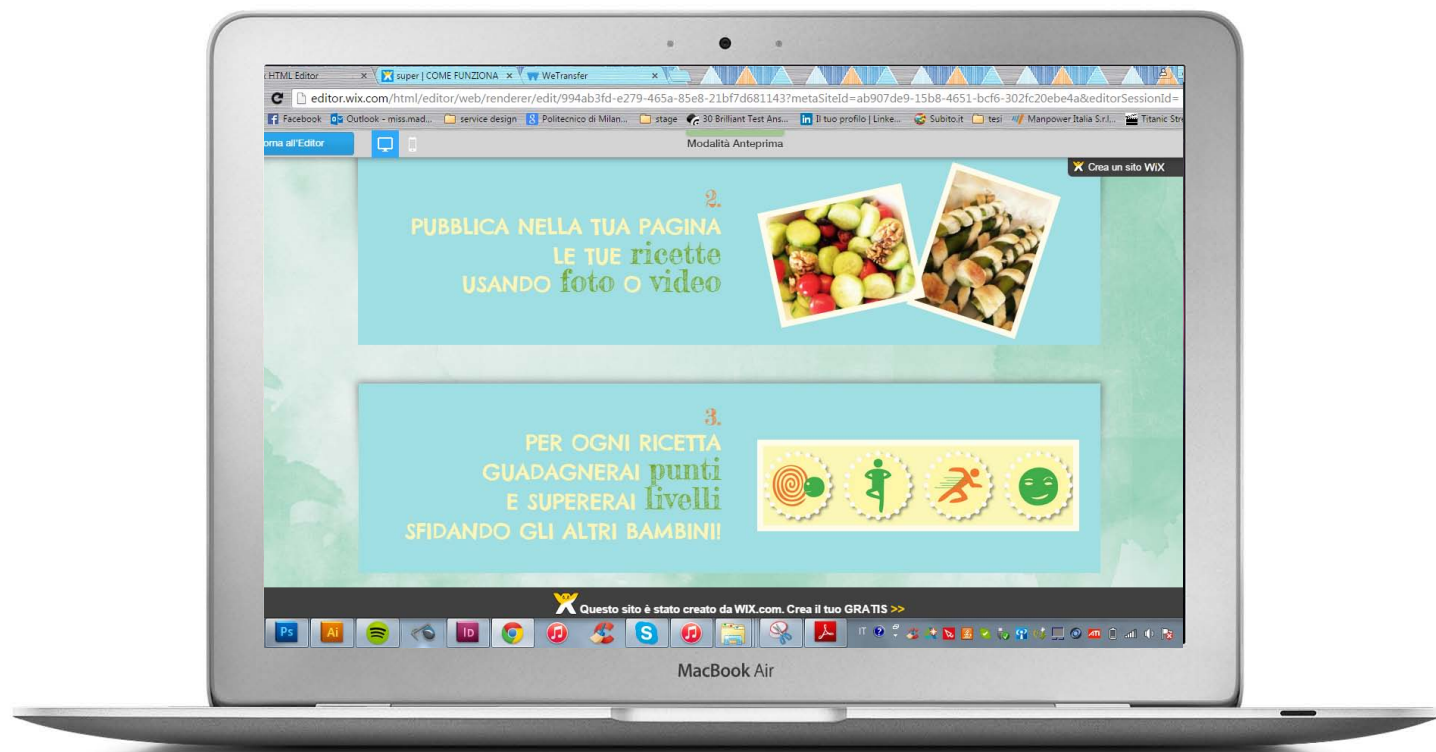 HTML Editor
super | COME FUNZIONA
WeTransfer
editor.wix.com/html/editor/web/renderer/edit/994ab3fd-e279-465a-85e8-21bf7d681143?metaSiteId=ab907de9-15b8-4651-bcf6-302fc20ebe4a&editorSessionId=
Facebook
Outlook - miss.mad...
service design
Politecnico di Milan...
stage
30 Brilliant Test Ans...
Il tuo profilo | Linke...
Subito.it
tesi
Manpower Italia S.r.l...
Titanic Stre
orna all'Editor
Modalità Anteprima
Crea un sito WiX
2.
PUBBLICA NELLA TUA PAGINA
LE TUE ricette
USANDO foto O video
3.
PER OGNI RICETTA
GUADAGNERAI punti
E SUPERERAI livelli
SFIDANDO GLI ALTRI BAMBINI!
Questo sito è stato creato da WIX.com. Crea il tuo GRATIS >>
Ps
Ai
ID
S
IT
MacBook Air